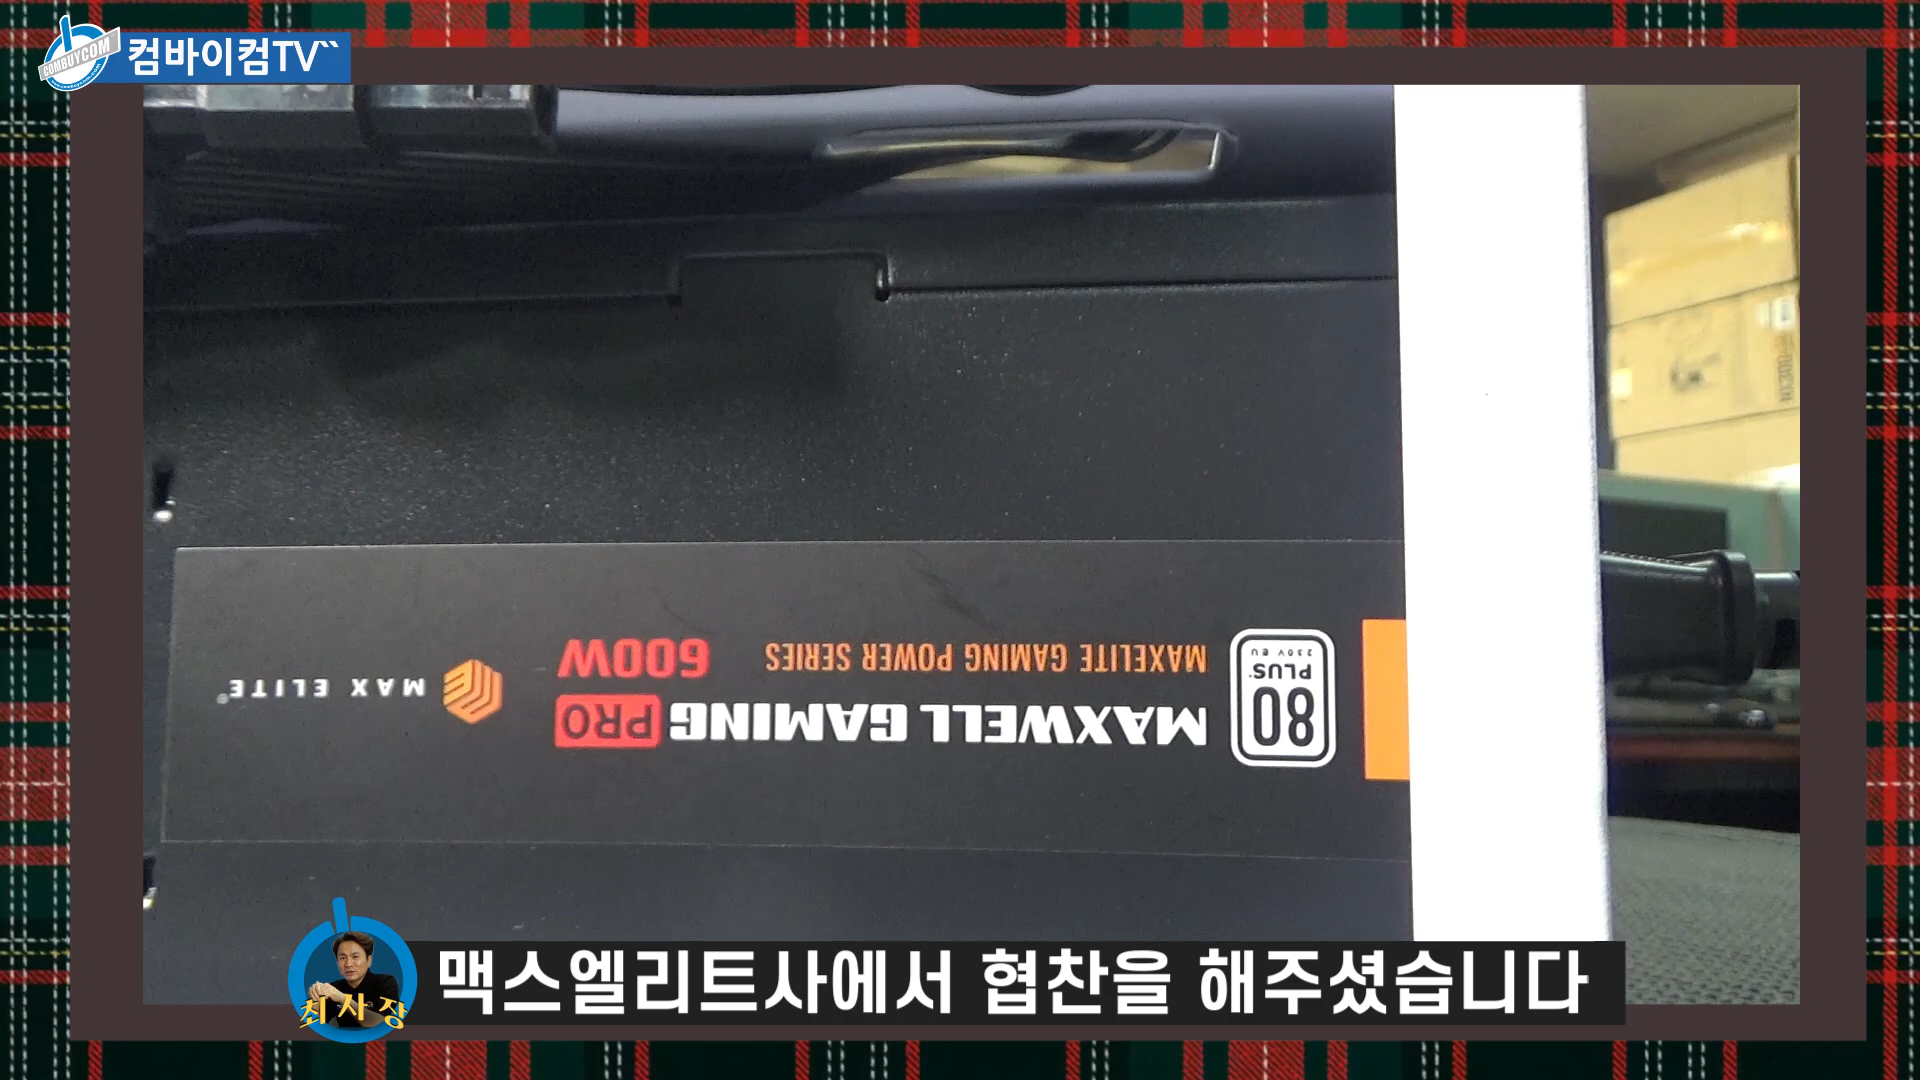 COMBUYCOM
컴바이컴TV
80
PLUS
230V EU
MAXWELL GAMING PRO
MAXELITE GAMING POWER SERIES
600W
MAX ELITE
최사장
맥스엘리트사에서 협찬을 해주셨습니다